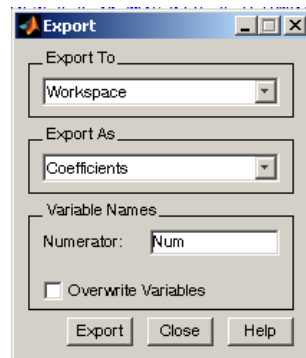 Export
Export To
Workspace
Export As
Coefficients
Variable Names
Numerator: Num
Overwrite Variables
Export Close Help